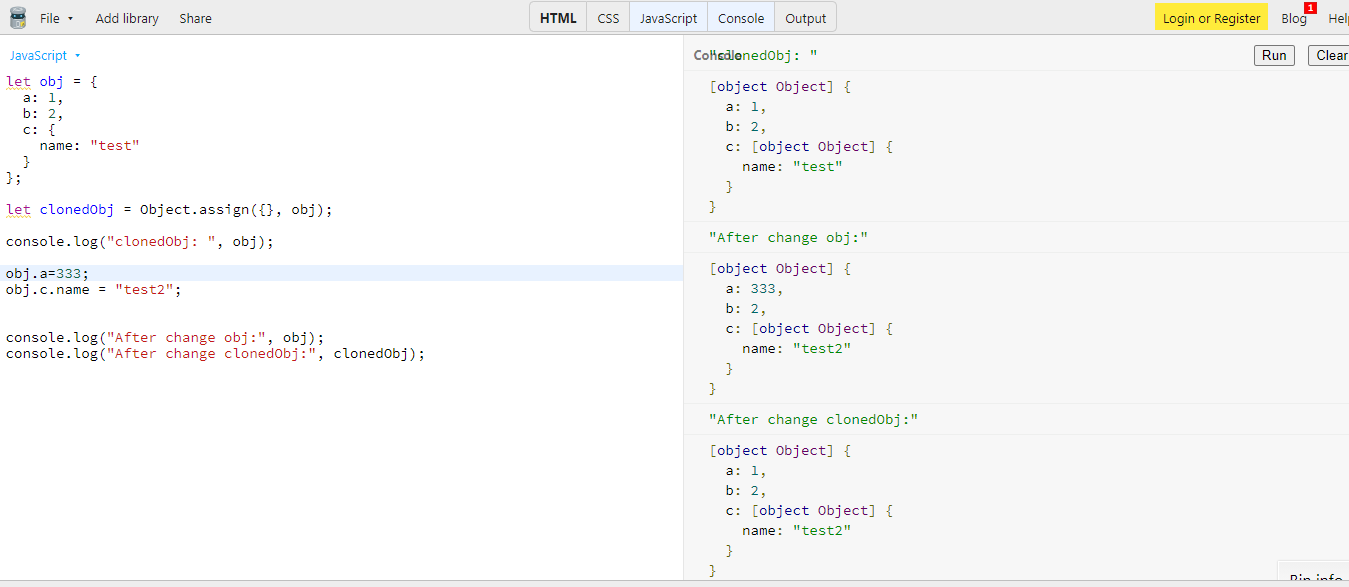 File Add library Share HTML CSS JavaScript Console Output Login or Register Blog 1 Hel
JavaScript
let obj = {
  a: 1,
  b: 2,
  c: {
    name: "test"
  }
};
let clonedObj = Object.assign({}, obj);
console.log("clonedObj: ", obj);
obj.a=333;
obj.c.name = "test2";
console.log("After change obj:", obj);
console.log("After change clonedObj:", clonedObj);
Console Run Clear
"clonedObj: "
[object Object] {
  a: 1,
  b: 2,
  c: [object Object] {
    name: "test"
  }
}
"After change obj:"
[object Object] {
  a: 333,
  b: 2,
  c: [object Object] {
    name: "test2"
  }
}
"After change clonedObj:"
[object Object] {
  a: 1,
  b: 2,
  c: [object Object] {
    name: "test2"
  }
}
Bin info